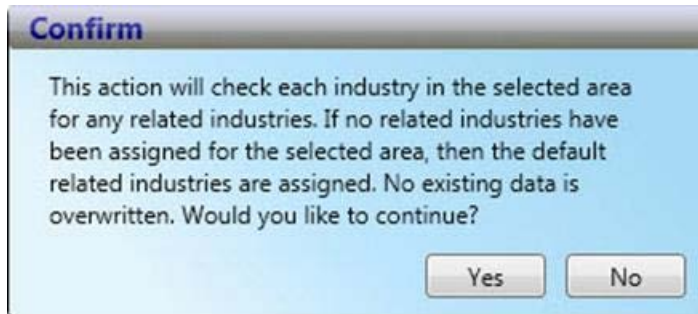 Confirm
This action will check each industry in the selected area
for any related industries. If no related industries have
been assigned for the selected area, then the default
related industries are assigned. No existing data is
overwritten. Would you like to continue?
Yes No